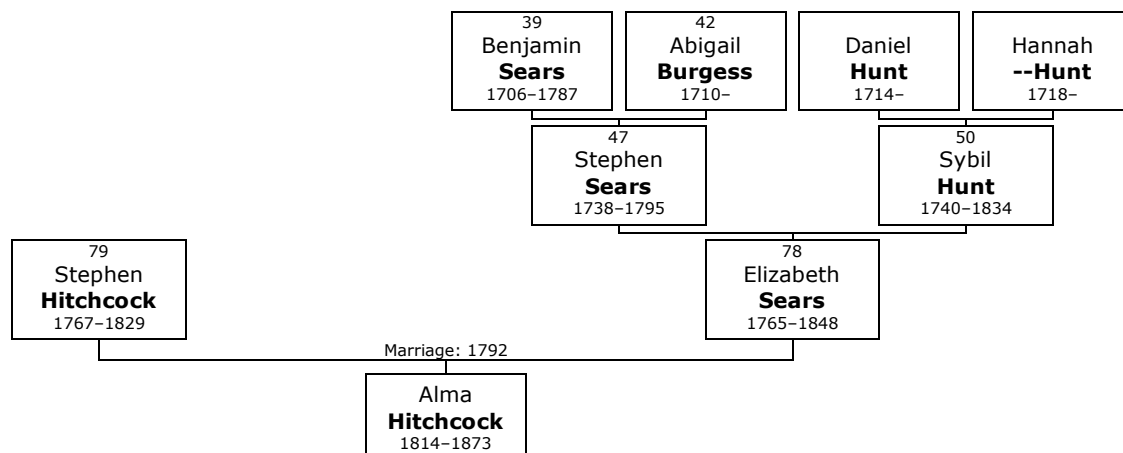 39
Benjamin
Sears
1706–1787
42
Abigail
Burgess
1710–
Daniel
Hunt
1714–
Hannah
--Hunt
1718–
47
Stephen
Sears
1738–1795
50
Sybil
Hunt
1740–1834
79
Stephen
Hitchcock
1767–1829
78
Elizabeth
Sears
1765–1848
Marriage: 1792
Alma
Hitchcock
1814–1873